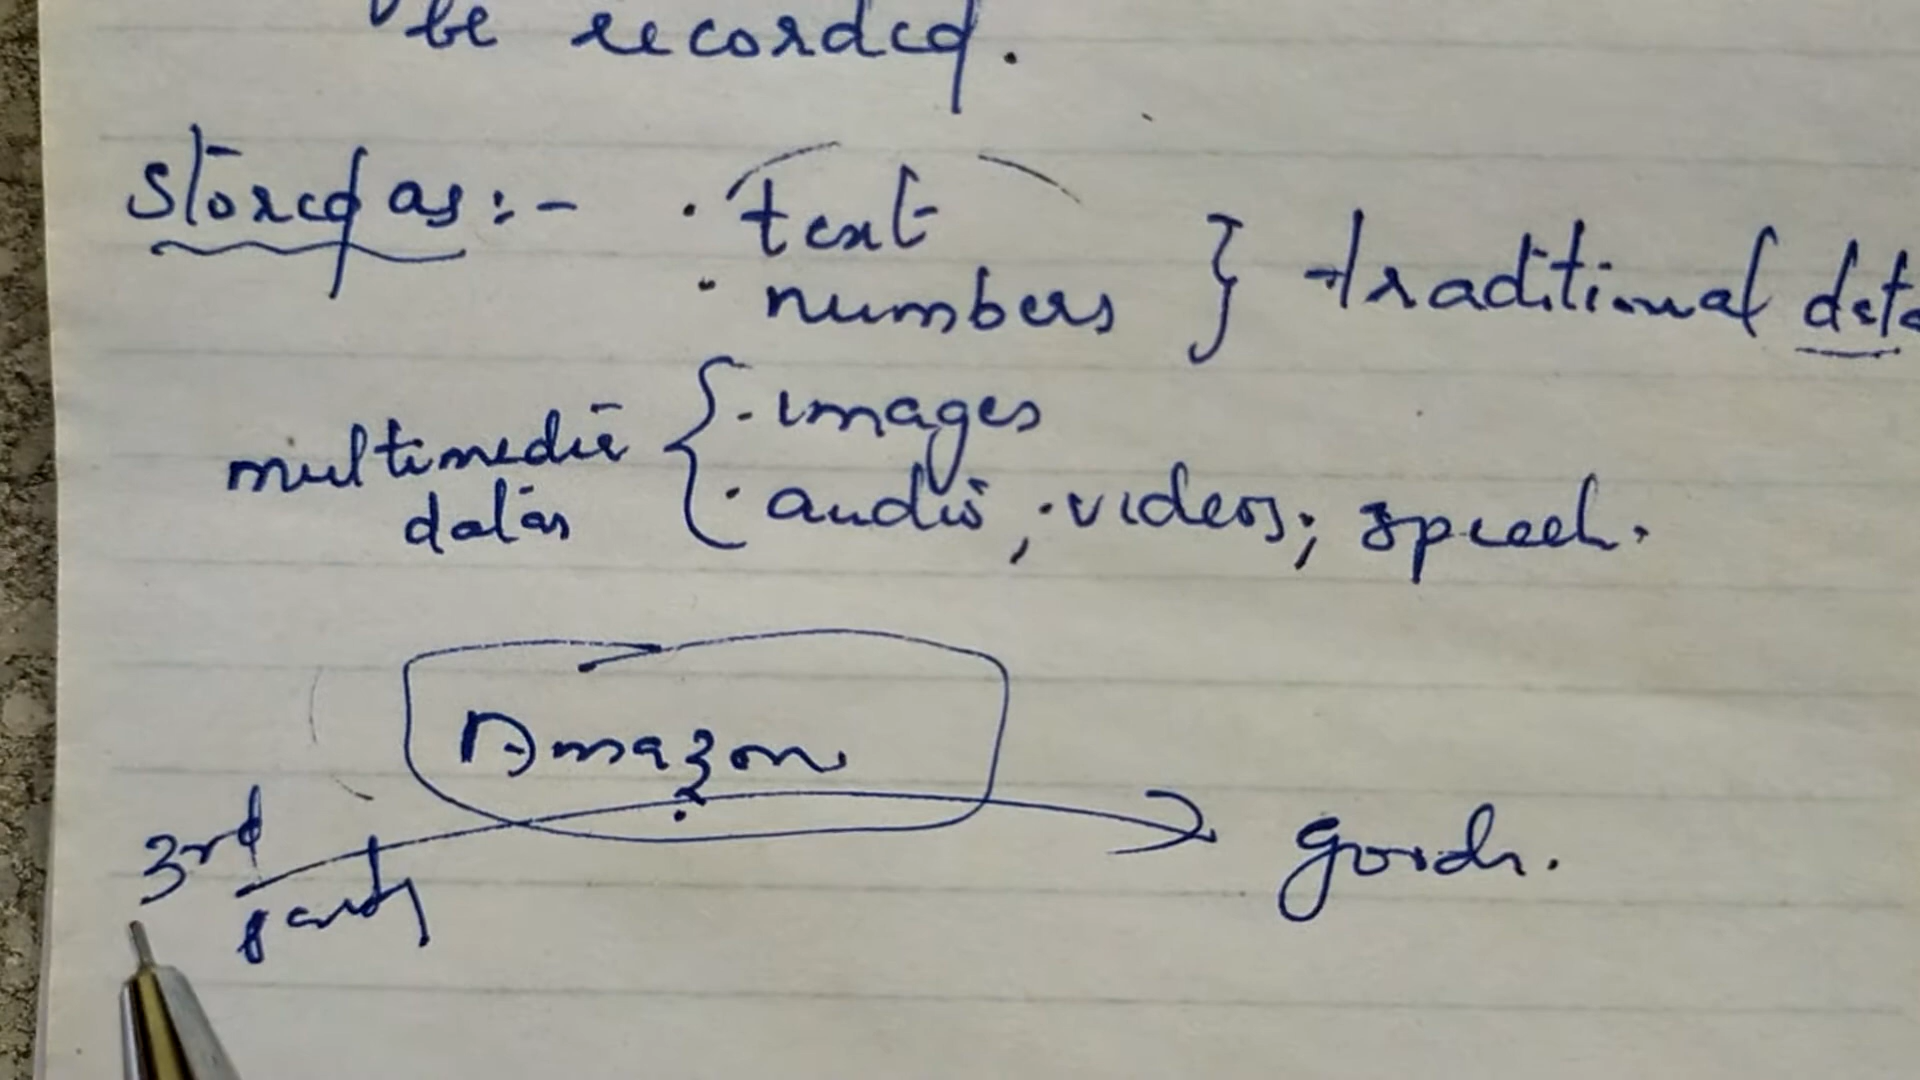 be recorded.
Stored as :- · text
· numbers } traditional data
multimedia datas { · images
· audio, · videos; speech.
Amazon
3rd party
goods.